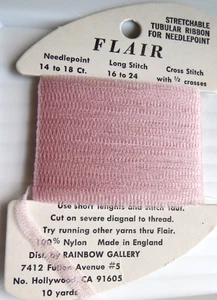 STRETCHABLE
TUBULAR RIBBON
FOR NEEDLEPOINT
FLAIR
Needlepoint
14 to 18 Ct.
Long Stitch
16 to 24
Cross Stitch
with ½ crosses
Use short lenghts and stitch taut.
Cut on severe diagnal to thread.
Try running other yarns thru Flair.
100% Nylon Made in England
Dist. by RAINBOW GALLERY
7412 Fulton Avenue #5
No. Hollywood, CA 91605
10 yards